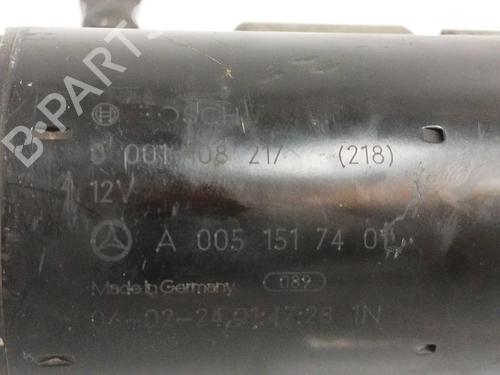 BOSCH
0 001 108 217 (218)
12V
A 005 151 74 01
Made in Germany 089
04-02-24,01:47:28 1N
B-PARTS